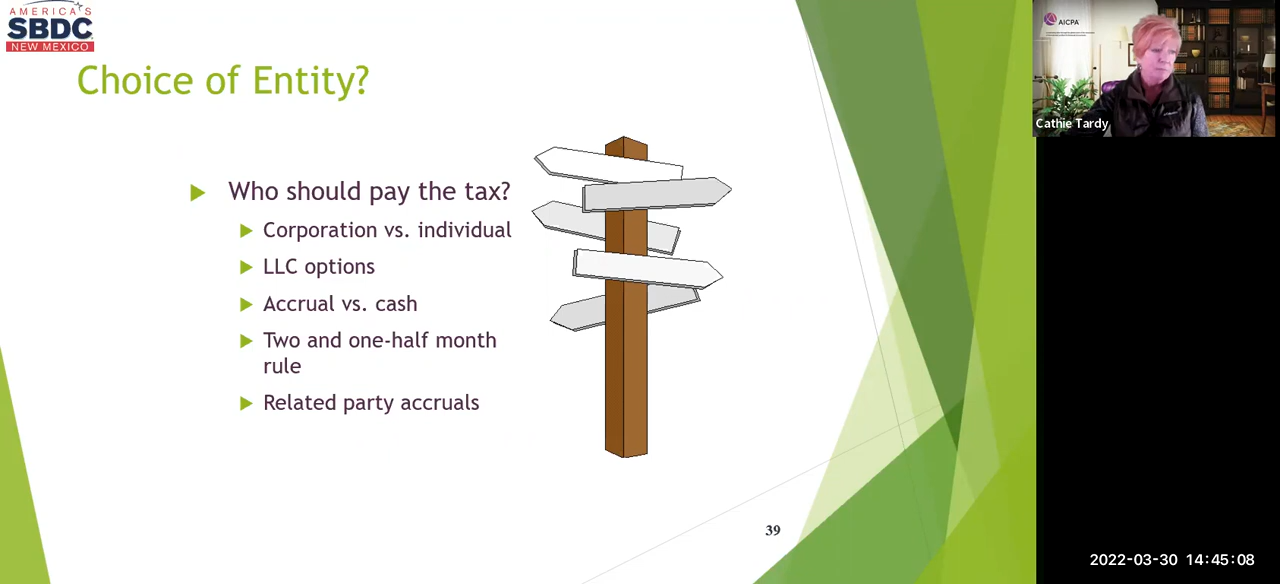 AMERICA'S
SBDC
NEW MEXICO
Choice of Entity?
Who should pay the tax?
Corporation vs. individual
LLC options
Accrual vs. cash
Two and one-half month
rule
Related party accruals
39
AICPA
Cathie Tardy
2022-03-30 14:45:08